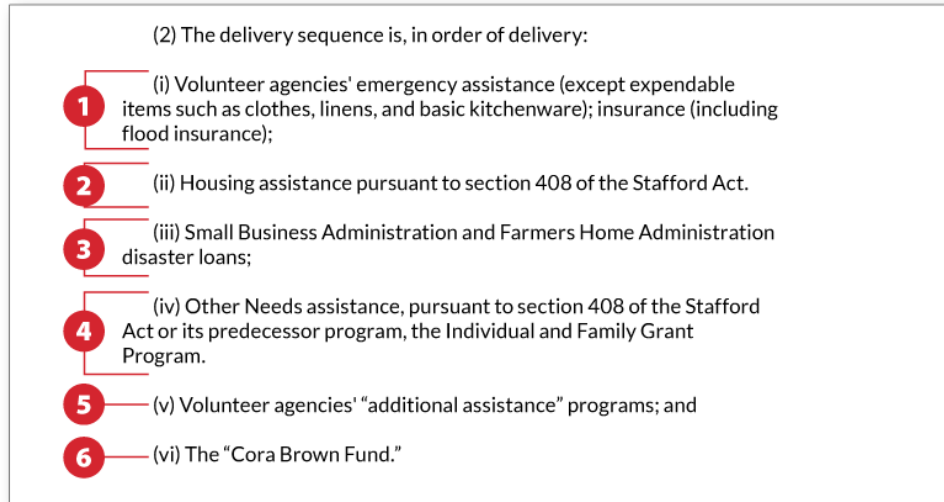 (2) The delivery sequence is, in order of delivery:
1
(i) Volunteer agencies' emergency assistance (except expendable
items such as clothes, linens, and basic kitchenware); insurance (including
flood insurance);
2
(ii) Housing assistance pursuant to section 408 of the Stafford Act.
3
(iii) Small Business Administration and Farmers Home Administration
disaster loans;
4
(iv) Other Needs assistance, pursuant to section 408 of the Stafford
Act or its predecessor program, the Individual and Family Grant
Program.
5
(v) Volunteer agencies' “additional assistance” programs; and
6
(vi) The “Cora Brown Fund.”